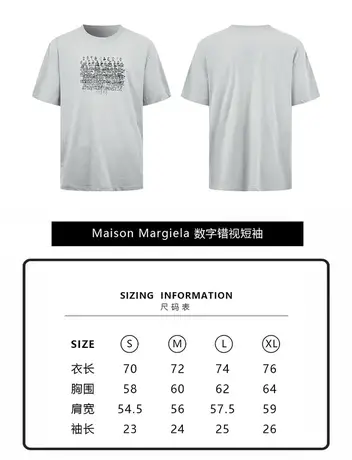 Maison Margiela 数字错视短袖
SIZING INFORMATION
尺码表
SIZE S M L XL
衣长 70 72 74 76
胸围 58 60 62 64
肩宽 54.5 56 57.5 59
袖长 23 24 25 26